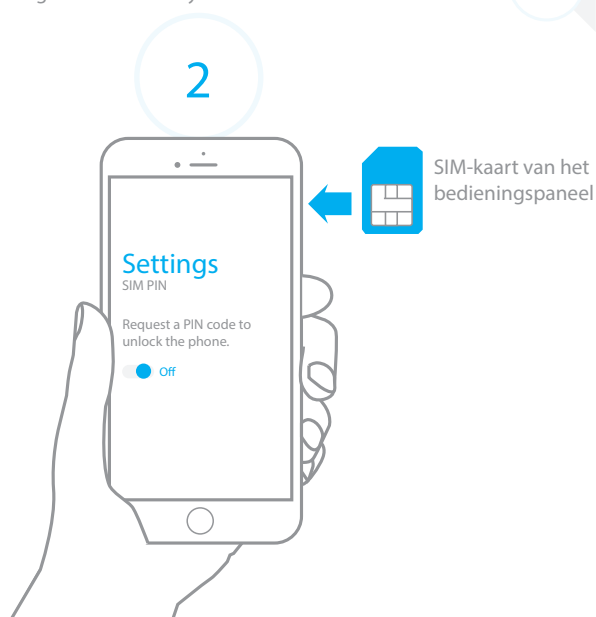 2
SIM-kaart van het
bedieningspaneel
Settings
SIM PIN
Request a PIN code to
unlock the phone.
Off